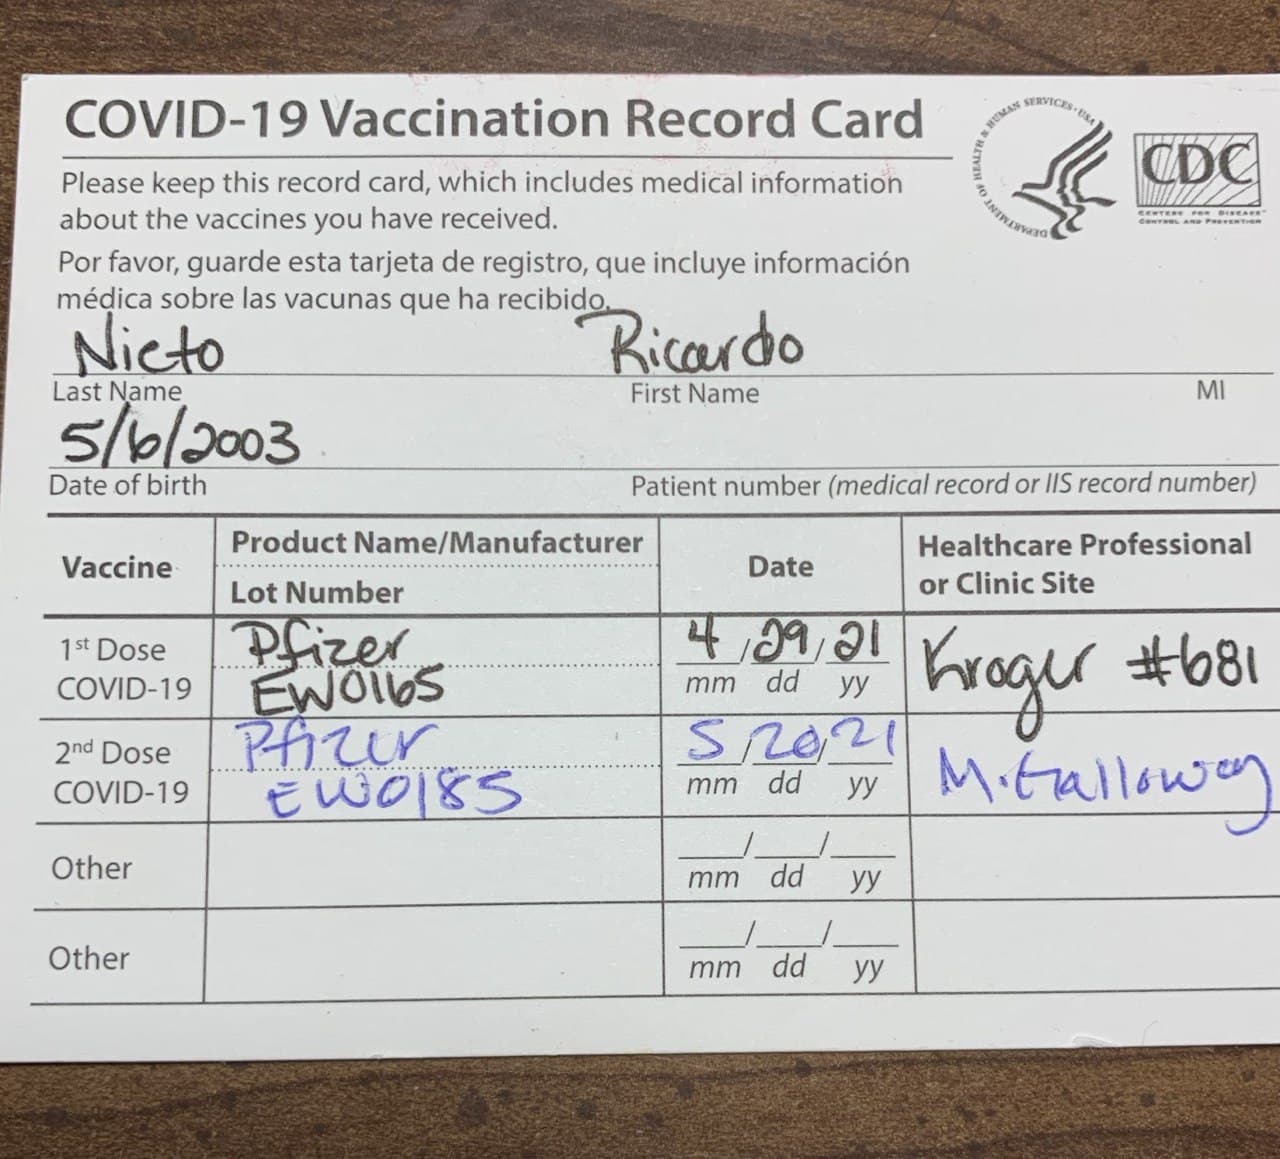 COVID-19 Vaccination Record Card
DEPARTMENT OF HEALTH & HUMAN SERVICES • USA
CDC
CENTERS FOR DISEASE™
CONTROL AND PREVENTION
Please keep this record card, which includes medical information
about the vaccines you have received.
Por favor, guarde esta tarjeta de registro, que incluye información
médica sobre las vacunas que ha recibido.
Nieto Ricardo
Last Name First Name MI
5/6/2003
Date of birth Patient number (medical record or IIS record number)
Vaccine Product Name/Manufacturer Date Healthcare Professional
Lot Number or Clinic Site
1st Dose Pfizer 4/29/21 Kroger #681
COVID-19 EW0165 mm dd yy
2nd Dose Pfizer 5/20/21 M. Galloway
COVID-19 EW0185 mm dd yy
Other __/__/__
mm dd yy
Other __/__/__
mm dd yy